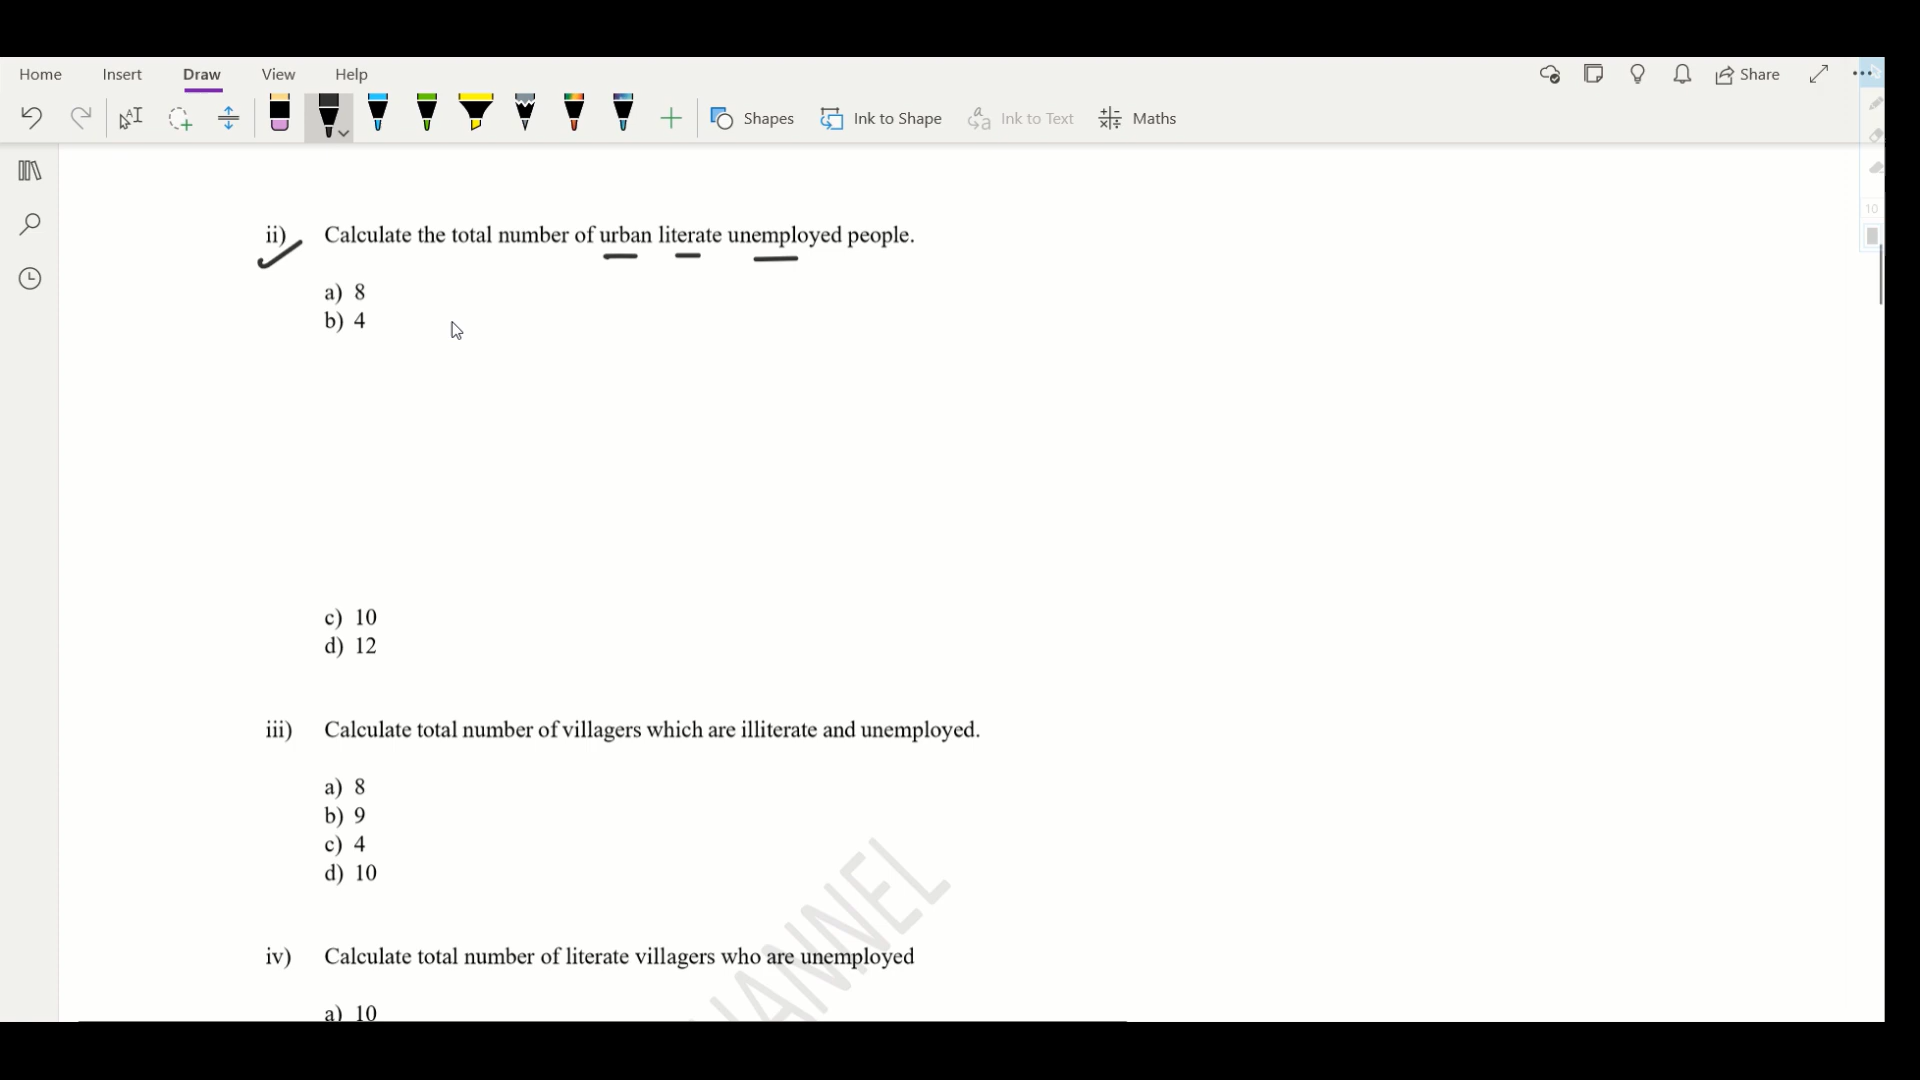 Home Insert Draw View Help Share
Shapes Ink to Shape Ink to Text Maths
10
ii) Calculate the total number of urban literate unemployed people.
a) 8
b) 4
c) 10
d) 12
iii) Calculate total number of villagers which are illiterate and unemployed.
a) 8
b) 9
c) 4
d) 10
iv) Calculate total number of literate villagers who are unemployed
a) 10